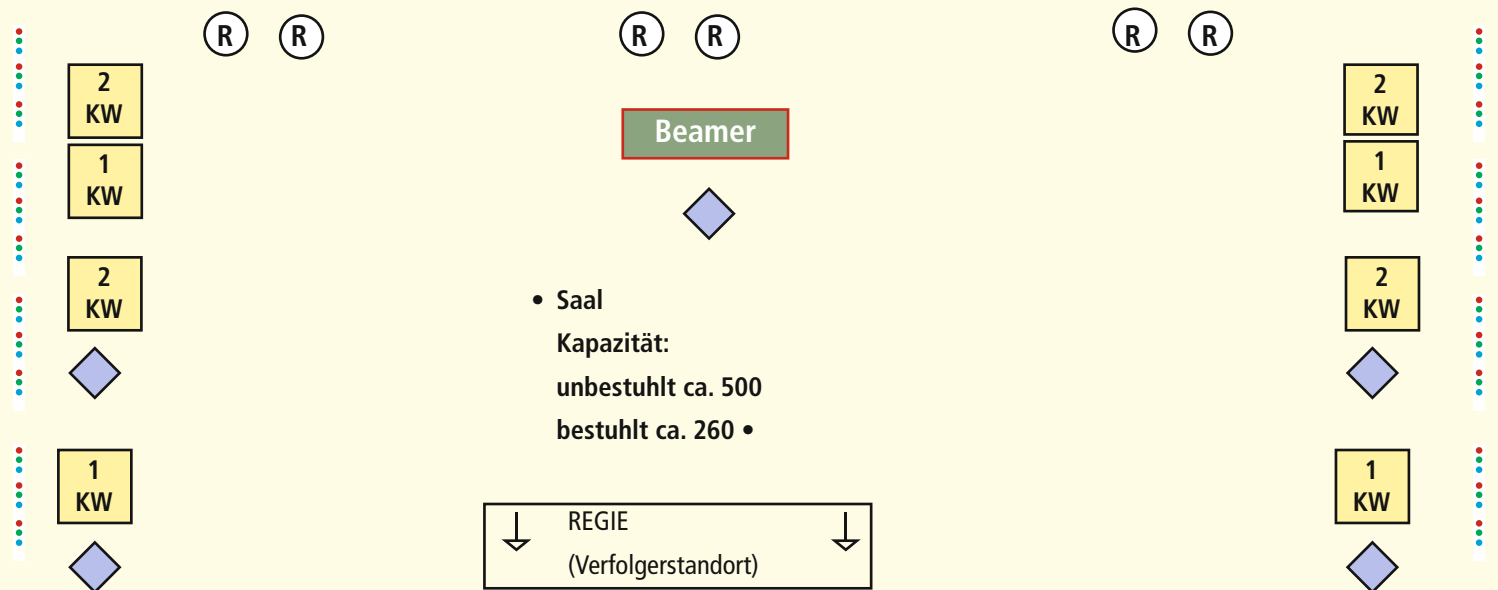 R R R R R R
2
KW
2
KW
Beamer
1
KW
1
KW
2
KW
2
KW
• Saal
Kapazität:
unbestuhlt ca. 500
bestuhlt ca. 260 •
1
KW
1
KW
REGIE
(Verfolgerstandort)